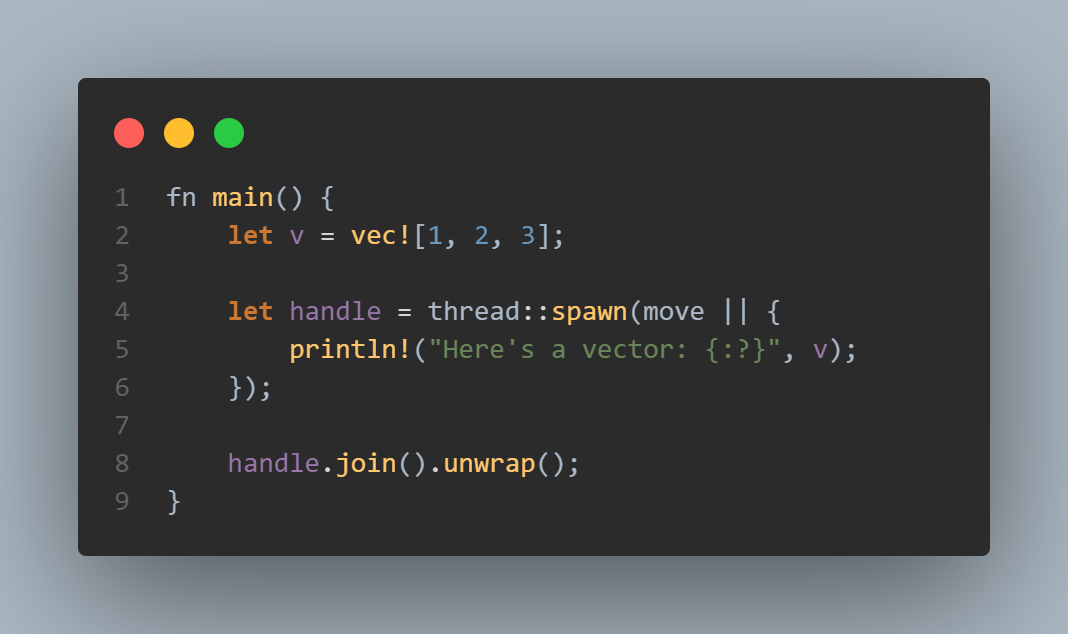 1 fn main() {
2     let v = vec![1, 2, 3];
3
4     let handle = thread::spawn(move || {
5         println!("Here's a vector: {:?}", v);
6     });
7
8     handle.join().unwrap();
9 }